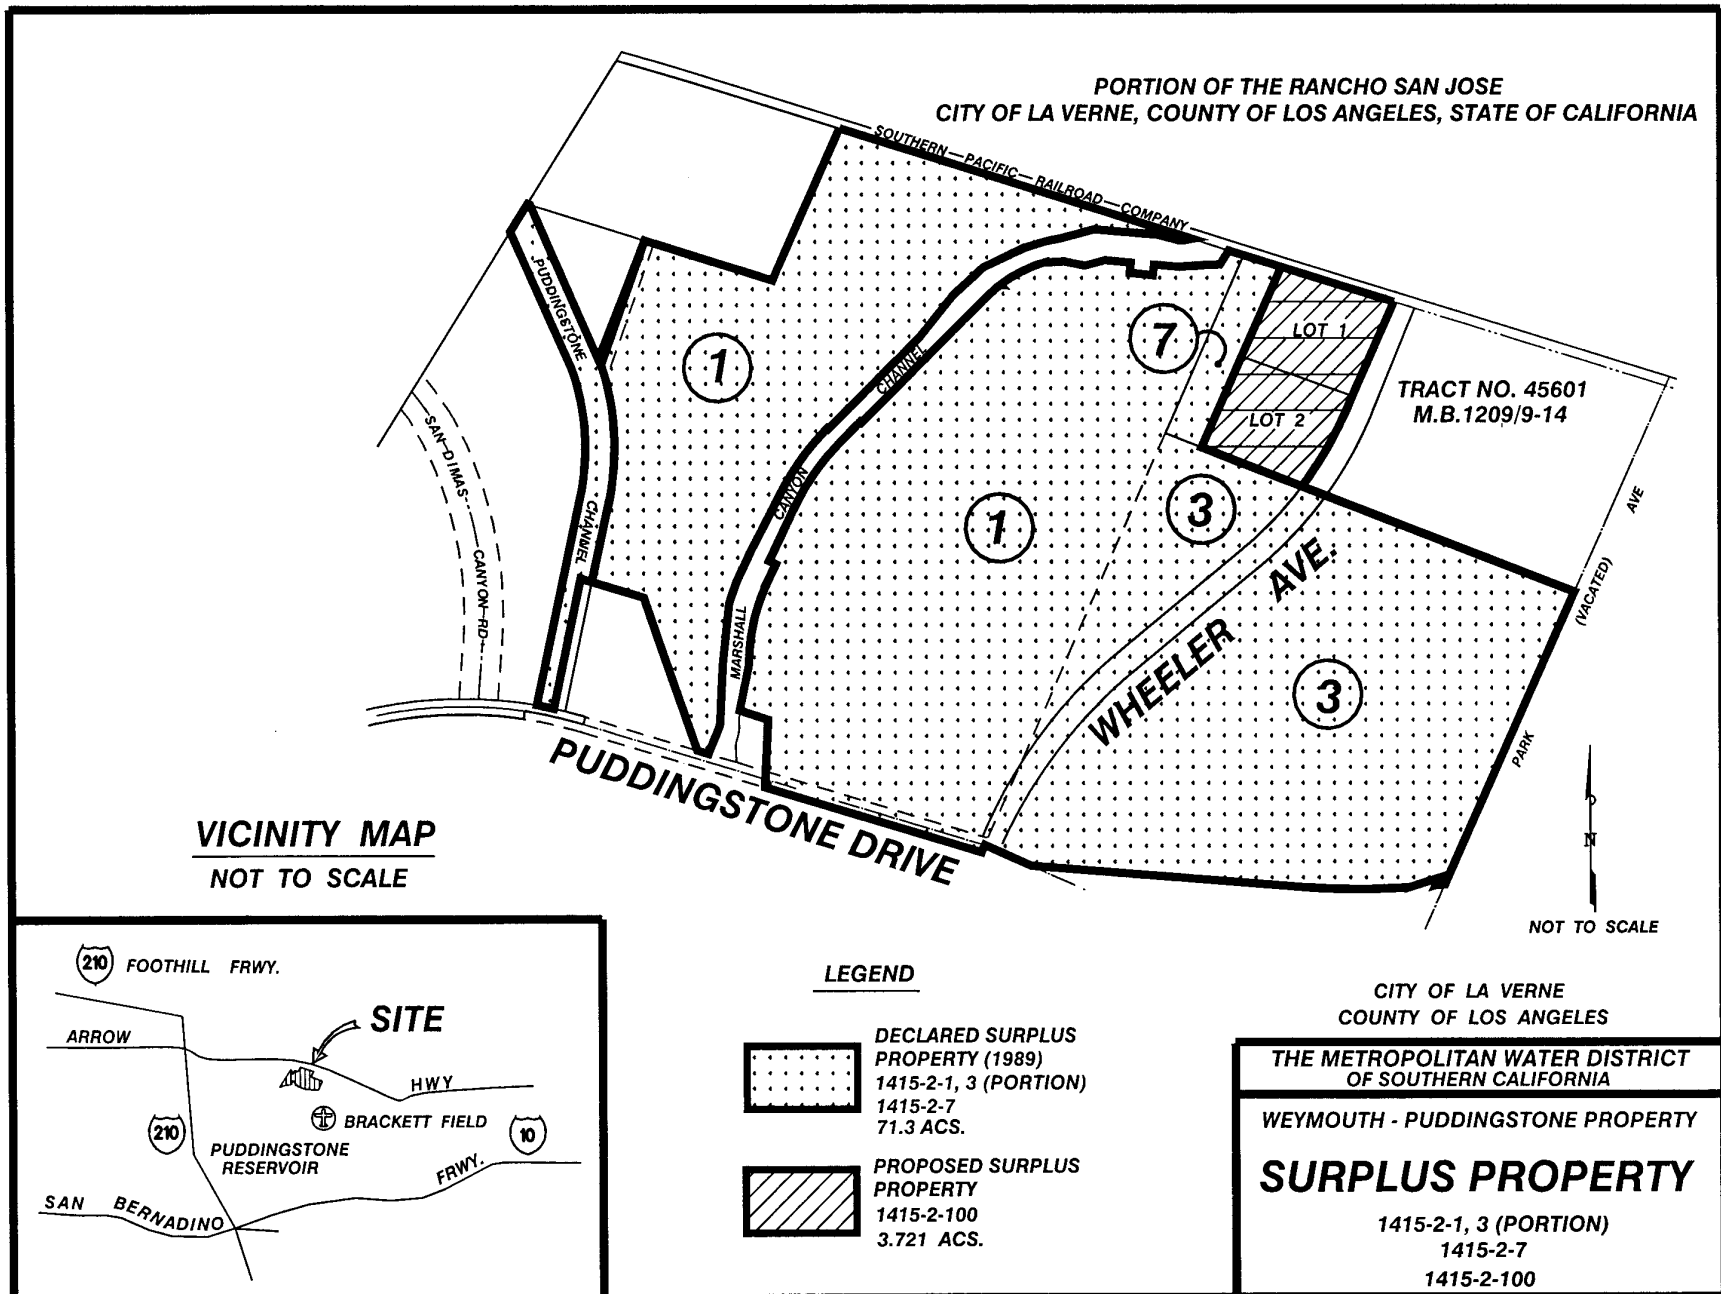 PORTION OF THE RANCHO SAN JOSE
CITY OF LA VERNE, COUNTY OF LOS ANGELES, STATE OF CALIFORNIA
SOUTHERN — PACIFIC — RAILROAD — COMPANY
PUDDINGSTONE
CHANNEL
1
CHANNEL
CANYON
MARSHALL
7
LOT 1
LOT 2
TRACT NO. 45601
M.B.1209/9-14
SAN DIMAS
CANYON RD
1
3
3
WHEELER AVE.
AVE
(VACATED)
PARK
PUDDINGSTONE DRIVE
N
NOT TO SCALE
VICINITY MAP
NOT TO SCALE
210 FOOTHILL FRWY.
SITE
ARROW
HWY
BRACKETT FIELD
210
PUDDINGSTONE
RESERVOIR
10
FRWY.
SAN BERNADINO
LEGEND
DECLARED SURPLUS
PROPERTY (1989)
1415-2-1, 3 (PORTION)
1415-2-7
71.3 ACS.
PROPOSED SURPLUS
PROPERTY
1415-2-100
3.721 ACS.
CITY OF LA VERNE
COUNTY OF LOS ANGELES
THE METROPOLITAN WATER DISTRICT
OF SOUTHERN CALIFORNIA
WEYMOUTH - PUDDINGSTONE PROPERTY
SURPLUS PROPERTY
1415-2-1, 3 (PORTION)
1415-2-7
1415-2-100